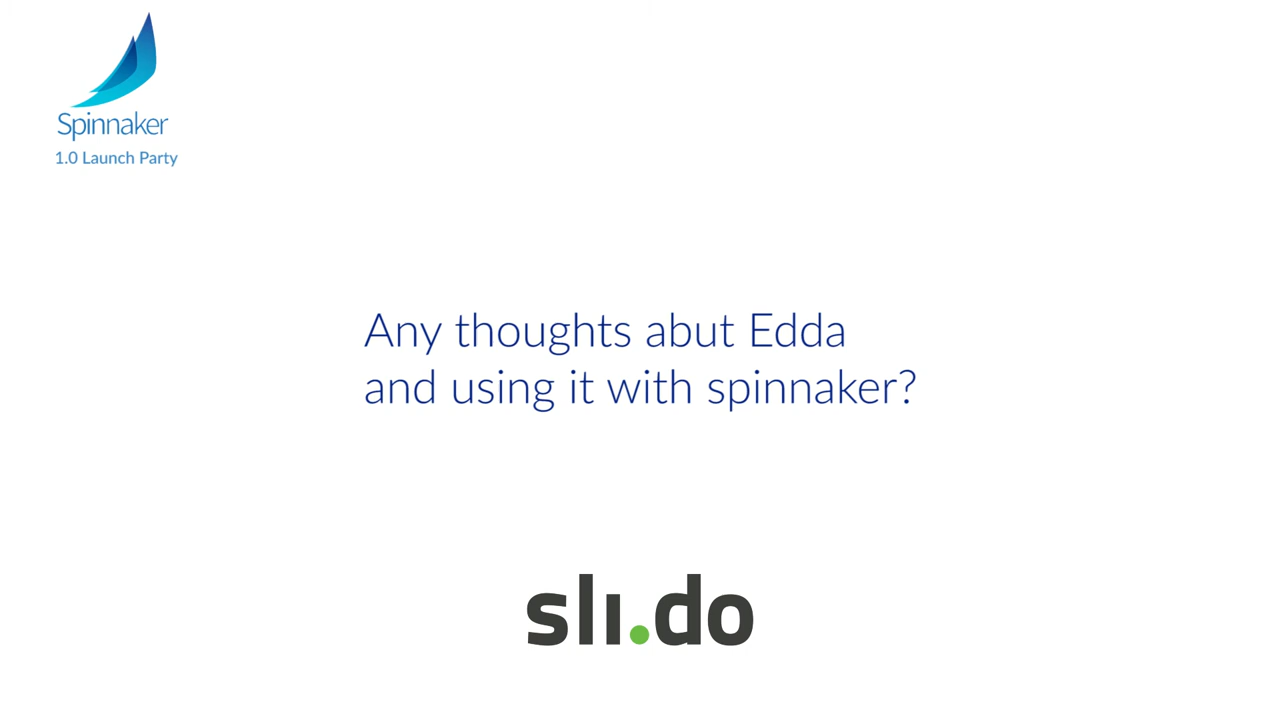 Spinnaker
1.0 Launch Party
Any thoughts abut Edda
and using it with spinnaker?
sli.do